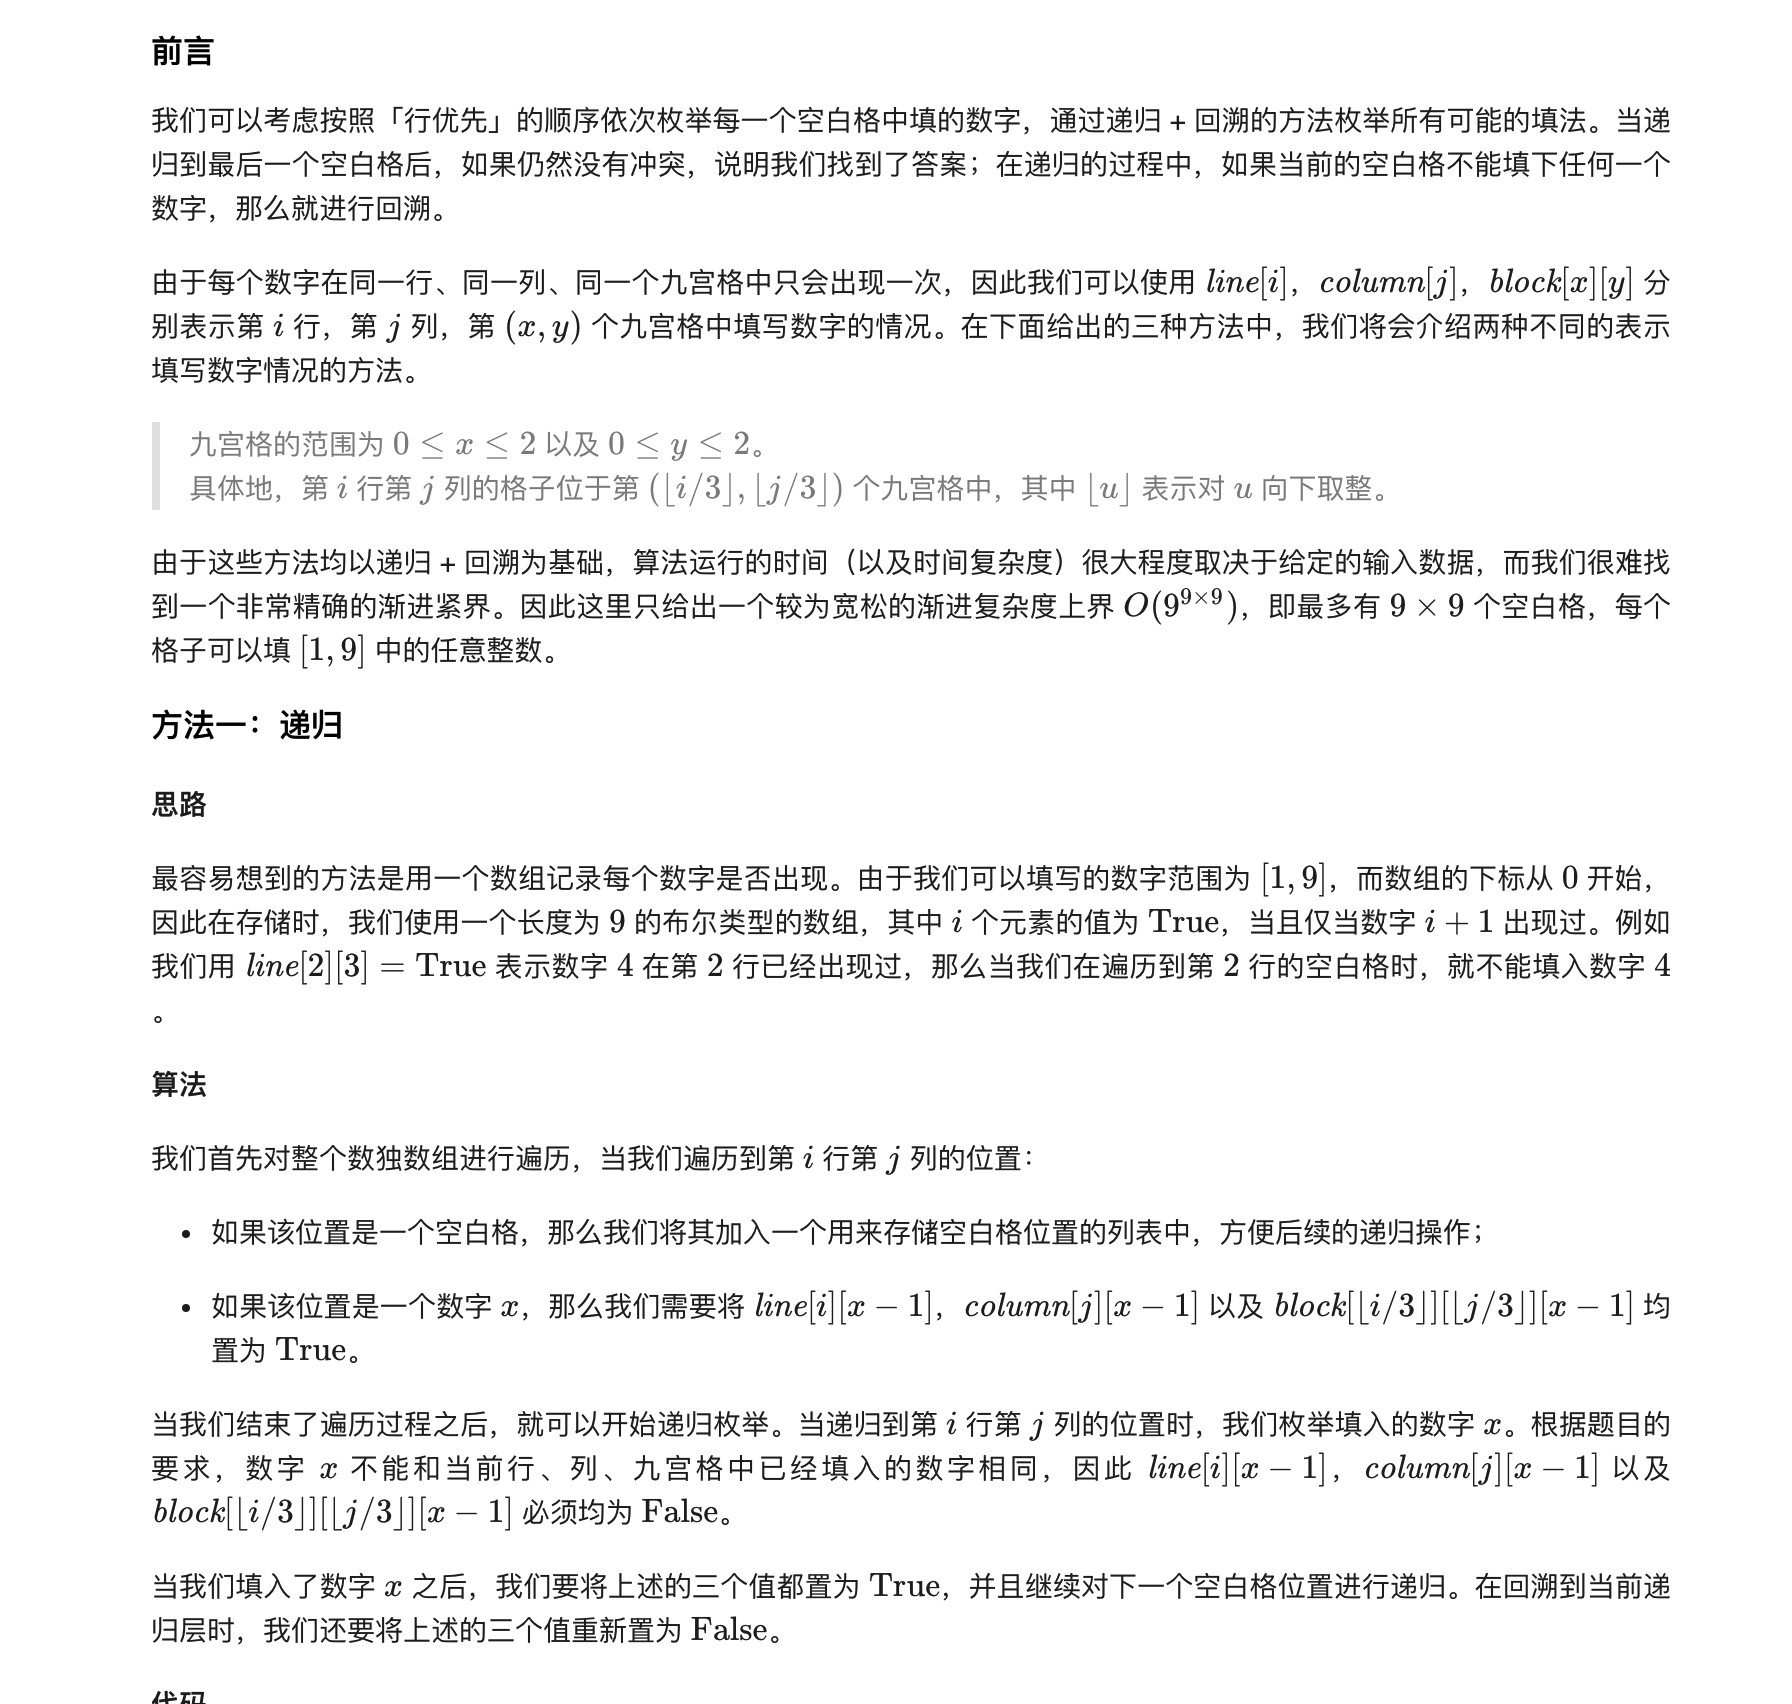 前言
我们可以考虑按照「行优先」的顺序依次枚举每一个空白格中填的数字，通过递归 + 回溯的方法枚举所有可能的填法。当递
归到最后一个空白格后，如果仍然没有冲突，说明我们找到了答案；在递归的过程中，如果当前的空白格不能填下任何一个
数字，那么就进行回溯。
由于每个数字在同一行、同一列、同一个九宫格中只会出现一次，因此我们可以使用 line[i]，column[j]，block[x][y] 分
别表示第 i 行，第 j 列，第 (x, y) 个九宫格中填写数字的情况。在下面给出的三种方法中，我们将会介绍两种不同的表示
填写数字情况的方法。
九宫格的范围为 0 ≤ x ≤ 2 以及 0 ≤ y ≤ 2。
具体地，第 i 行第 j 列的格子位于第 (⌊i/3⌋, ⌊j/3⌋) 个九宫格中，其中 ⌊u⌋ 表示对 u 向下取整。
由于这些方法均以递归 + 回溯为基础，算法运行的时间（以及时间复杂度）很大程度取决于给定的输入数据，而我们很难找
到一个非常精确的渐进紧界。因此这里只给出一个较为宽松的渐进复杂度上界 O(9^{9×9})，即最多有 9 × 9 个空白格，每个
格子可以填 [1, 9] 中的任意整数。
方法一：递归
思路
最容易想到的方法是用一个数组记录每个数字是否出现。由于我们可以填写的数字范围为 [1, 9]，而数组的下标从 0 开始，
因此在存储时，我们使用一个长度为 9 的布尔类型的数组，其中 i 个元素的值为 True，当且仅当数字 i + 1 出现过。例如
我们用 line[2][3] = True 表示数字 4 在第 2 行已经出现过，那么当我们在遍历到第 2 行的空白格时，就不能填入数字 4
。
算法
我们首先对整个数独数组进行遍历，当我们遍历到第 i 行第 j 列的位置：
• 如果该位置是一个空白格，那么我们将其加入一个用来存储空白格位置的列表中，方便后续的递归操作；
• 如果该位置是一个数字 x，那么我们需要将 line[i][x − 1]，column[j][x − 1] 以及 block[⌊i/3⌋][⌊j/3⌋][x − 1] 均
置为 True。
当我们结束了遍历过程之后，就可以开始递归枚举。当递归到第 i 行第 j 列的位置时，我们枚举填入的数字 x。根据题目的
要求，数字 x 不能和当前行、列、九宫格中已经填入的数字相同，因此 line[i][x − 1]，column[j][x − 1] 以及
block[⌊i/3⌋][⌊j/3⌋][x − 1] 必须均为 False。
当我们填入了数字 x 之后，我们要将上述的三个值都置为 True，并且继续对下一个空白格位置进行递归。在回溯到当前递
归层时，我们还要将上述的三个值重新置为 False。
代码